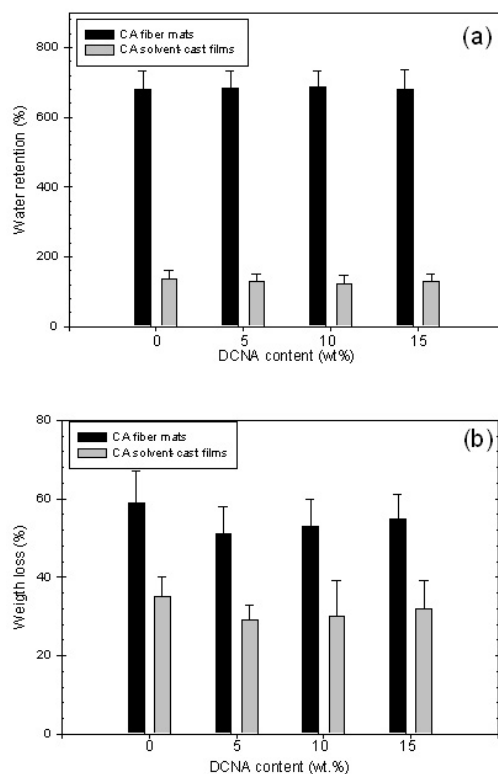 (a)
CA fiber mats
CA solvent-cast films
Water retention (%)
800
600
400
200
0
0 5 10 15
DCNA content (wt%)
(b)
CA fiber mats
CA solvent-cast films
Weigth loss (%)
80
60
40
20
0
0 5 10 15
DCNA content (wt.%)